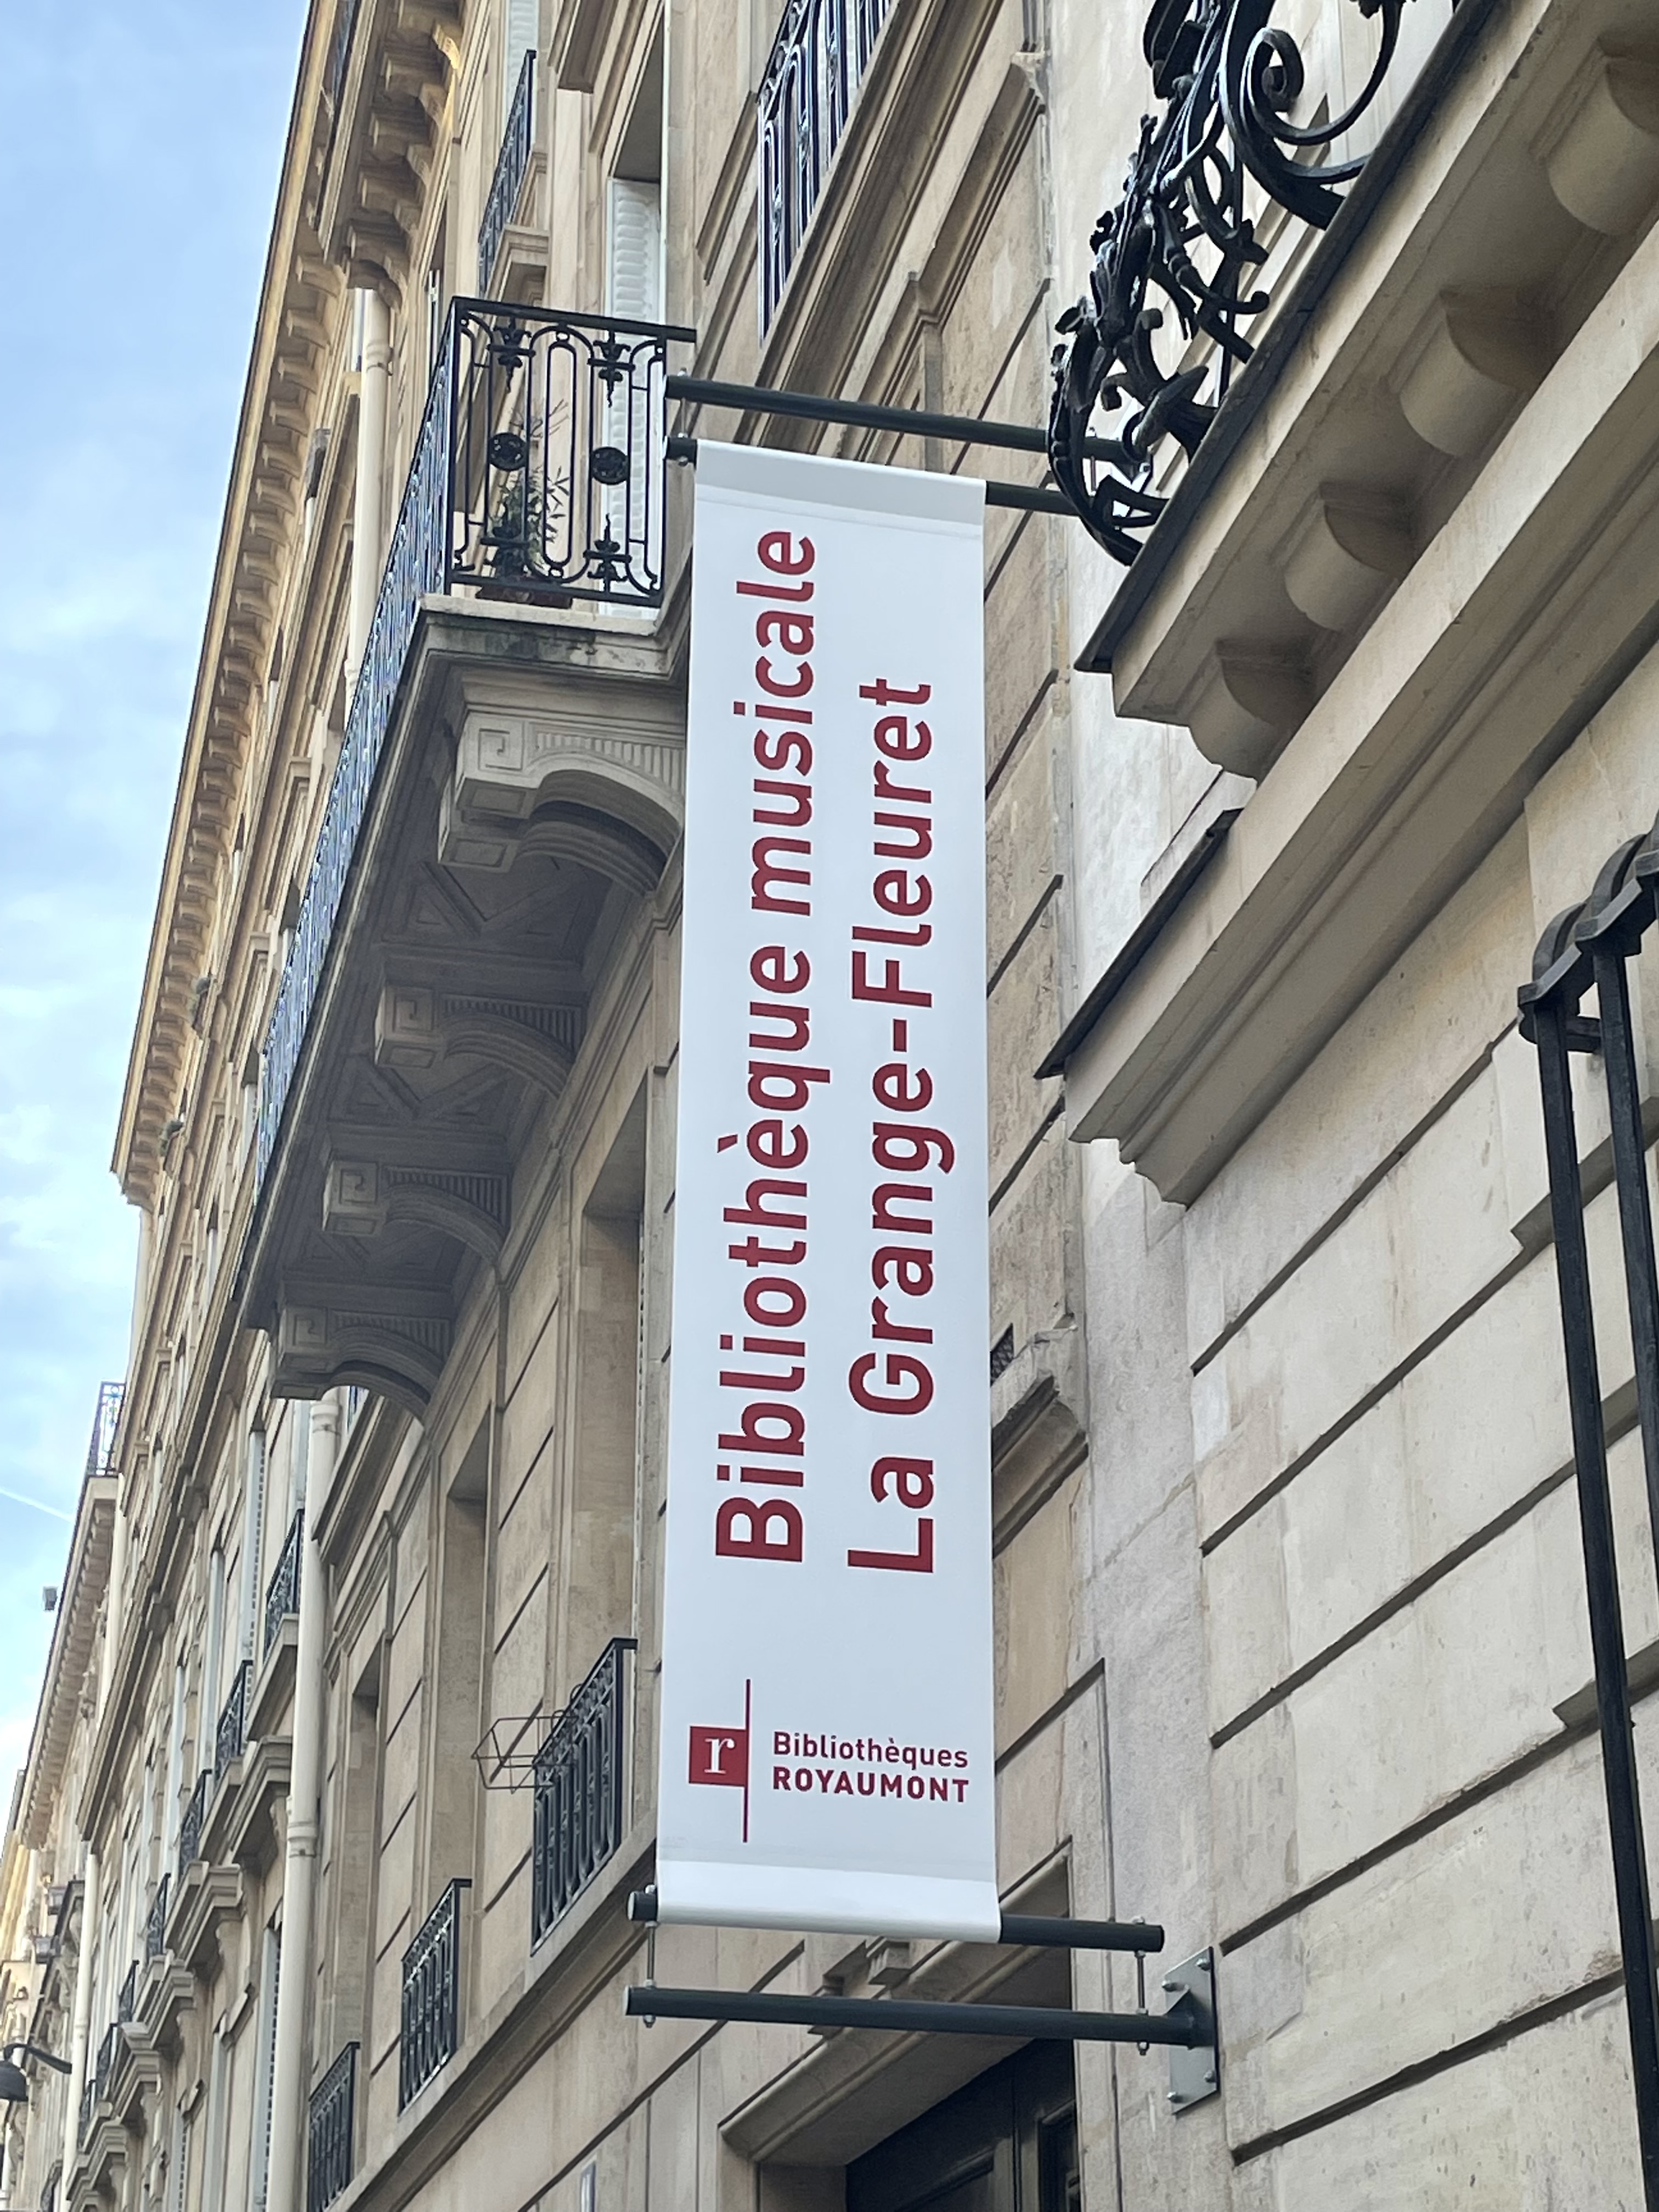 Bibliothèque musicale
La Grange-Fleuret
r
Bibliothèques
ROYAUMONT